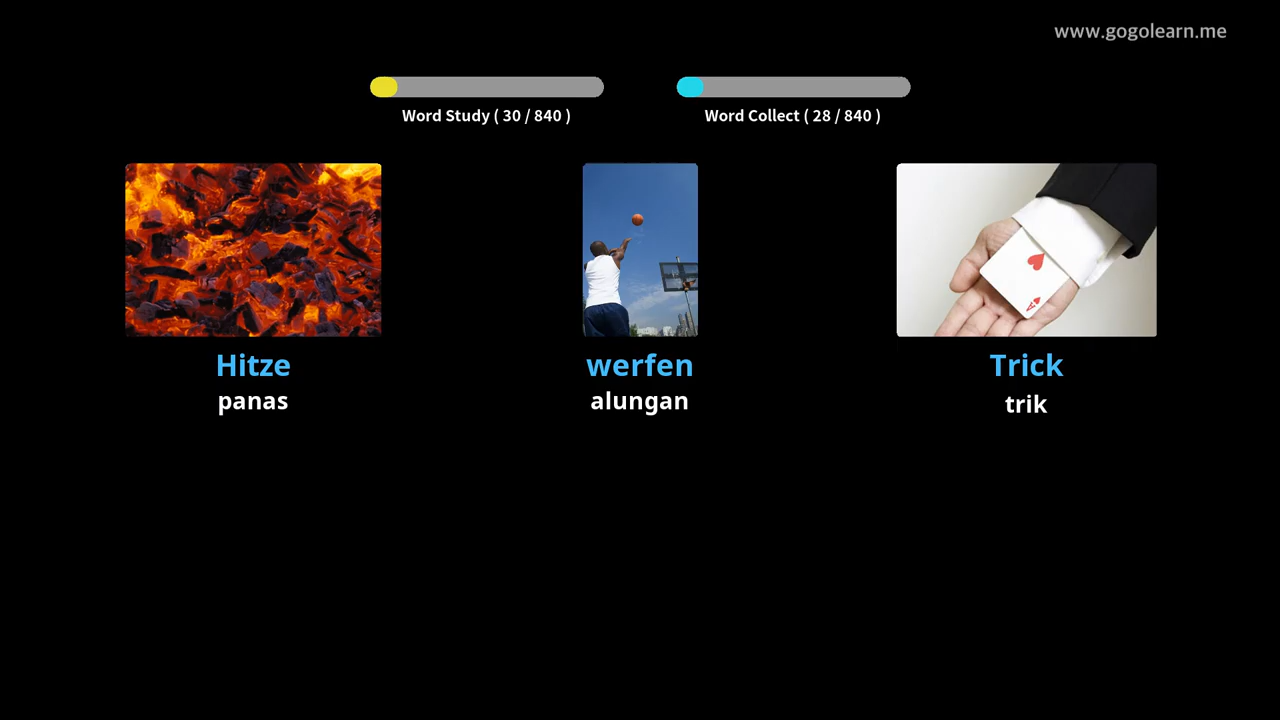 www.gogolearn.me
Word Study ( 30 / 840 )
Word Collect ( 28 / 840 )
Hitze
panas
werfen
alungan
Trick
trik
A